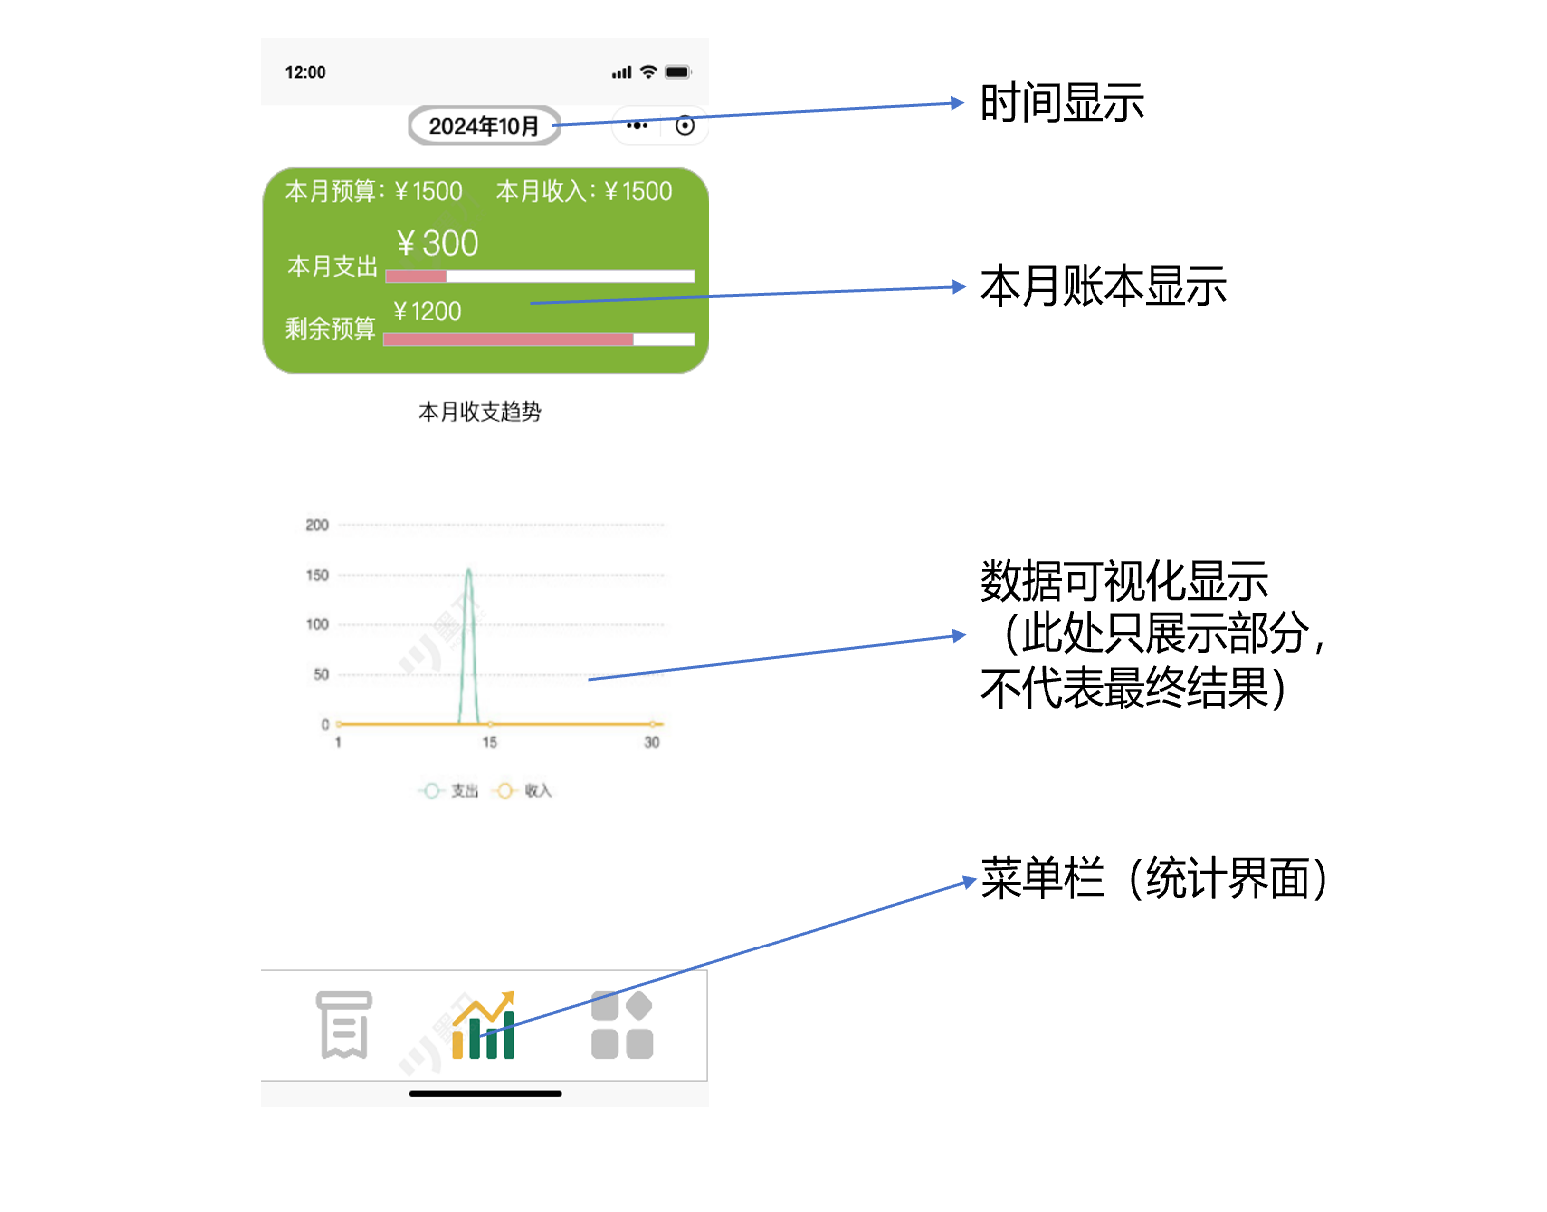 12:00
2024年10月
时间显示
本月预算：￥1500 本月收入：￥1500
￥300
本月支出
本月账本显示
￥1200
剩余预算
本月收支趋势
200
150
100
50
0
1 15 30
支出 收入
数据可视化显示
（此处只展示部分，
不代表最终结果）
菜单栏（统计界面）
墨刀
墨刀